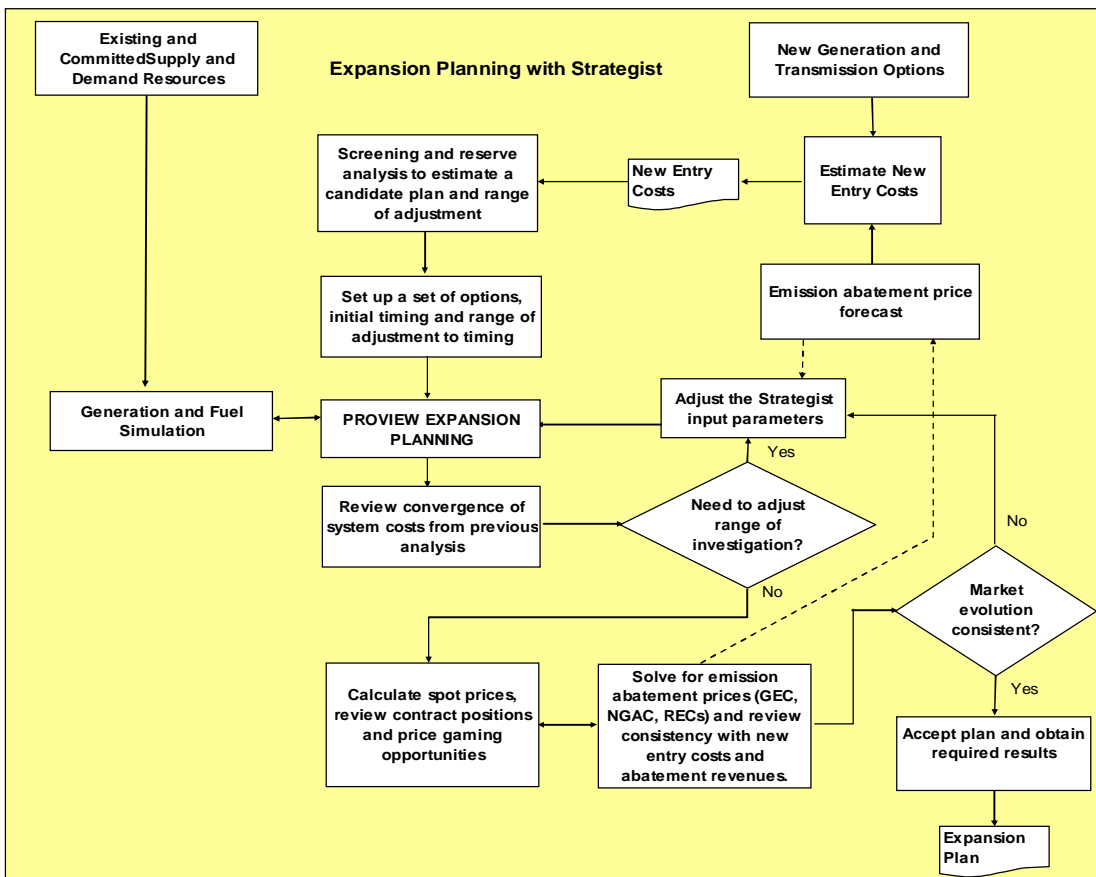 Existing and
CommittedSupply and
Demand Resources
Expansion Planning with Strategist
New Generation and
Transmission Options
Screening and reserve
analysis to estimate a
candidate plan and range
of adjustment
New Entry
Costs
Estimate New
Entry Costs
Set up a set of options,
initial timing and range of
adjustment to timing
Emission abatement price
forecast
Generation and Fuel
Simulation
PROVIEW EXPANSION
PLANNING
Adjust the Strategist
input parameters
Yes
Review convergence of
system costs from previous
analysis
Need to adjust
range of
investigation?
No
No
Market
evolution
consistent?
Calculate spot prices,
review contract positions
and price gaming
opportunities
Solve for emission
abatement prices (GEC,
NGAC, RECs) and review
consistency with new
entry costs and
abatement revenues.
Yes
Accept plan and obtain
required results
Expansion
Plan